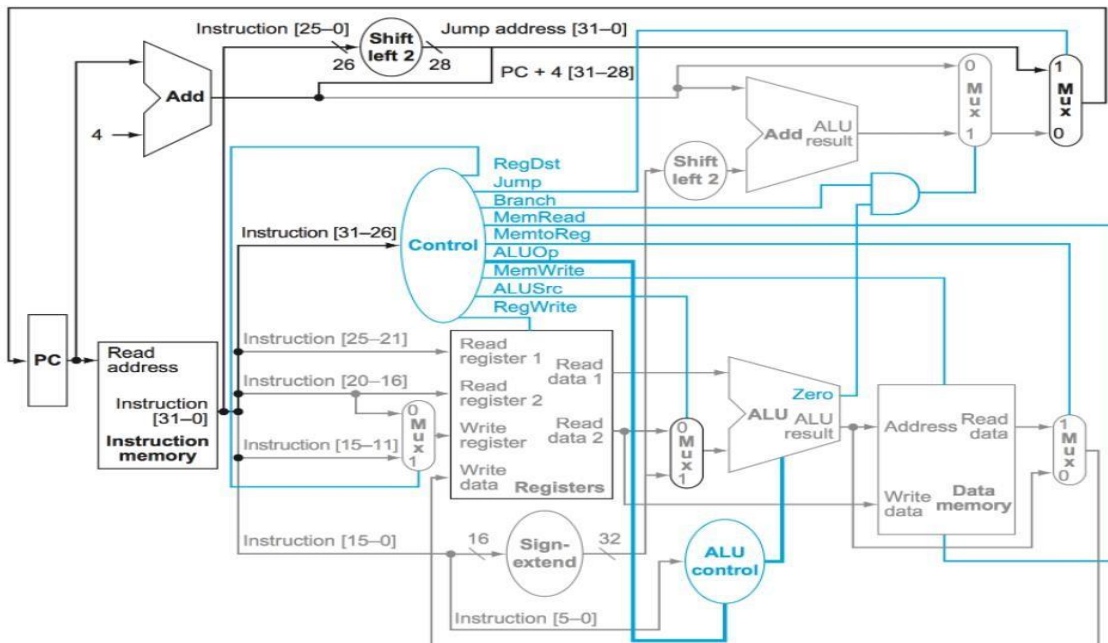 Instruction [25–0]
Shift
left 2
Jump address [31–0]
26
28
PC + 4 [31–28]
Add
4
0
Mux
1
1
Mux
0
Add
ALU
result
Shift
left 2
RegDst
Jump
Branch
MemRead
MemtoReg
ALUOp
MemWrite
ALUSrc
RegWrite
Instruction [31–26]
Control
PC
Read
address
Instruction
[31–0]
Instruction
memory
Instruction [25–21]
Instruction [20–16]
Instruction [15–11]
0
Mux
1
Read
register 1
Read
register 2
Write
register
Write
data
Read
data 1
Read
data 2
Registers
0
Mux
1
Zero
ALU
ALU
result
Address
Write
data
Read
data
Data
memory
1
Mux
0
Instruction [15–0]
16
Sign-
extend
32
ALU
control
Instruction [5–0]